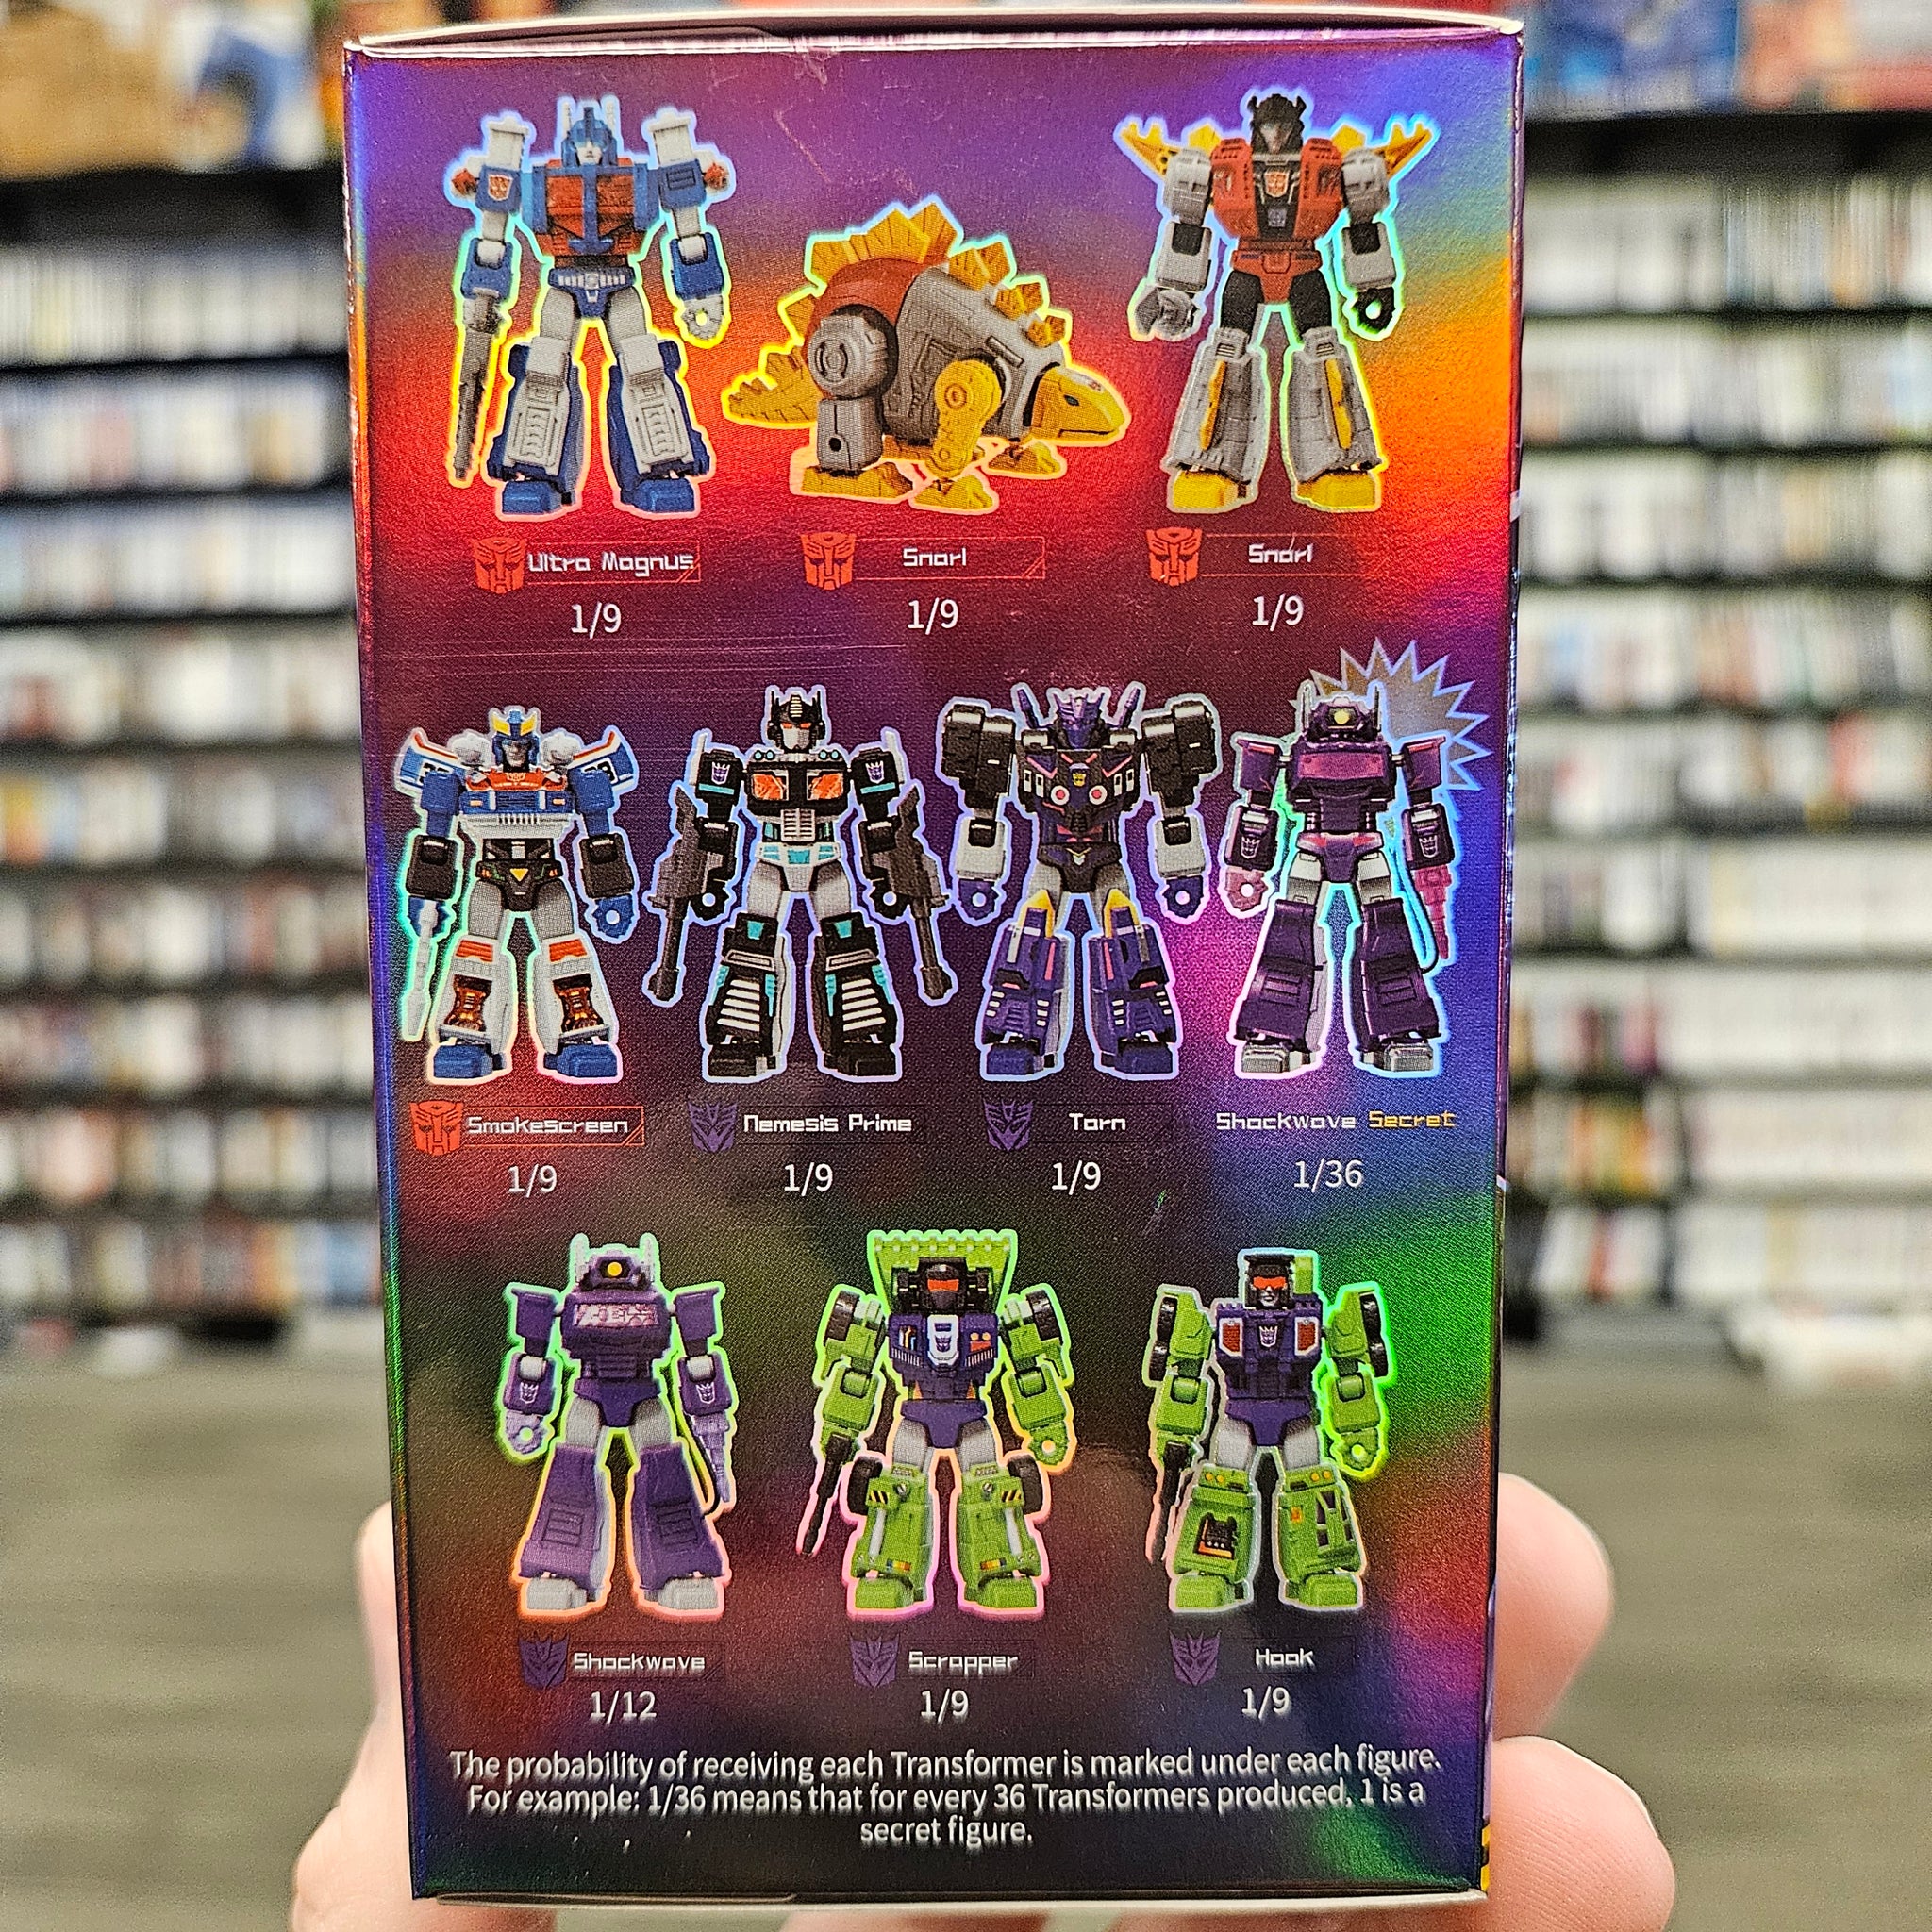 Ultra Magnus
1/9
Snarl
1/9
Snarl
1/9
Smokescreen
1/9
Nemesis Prime
1/9
Tarn
1/9
Shockwave Secret
1/36
Shockwave
1/12
Scrapper
1/9
Hook
1/9
The probability of receiving each Transformer is marked under each figure.
For example: 1/36 means that for every 36 Transformers produced, 1 is a
secret figure.